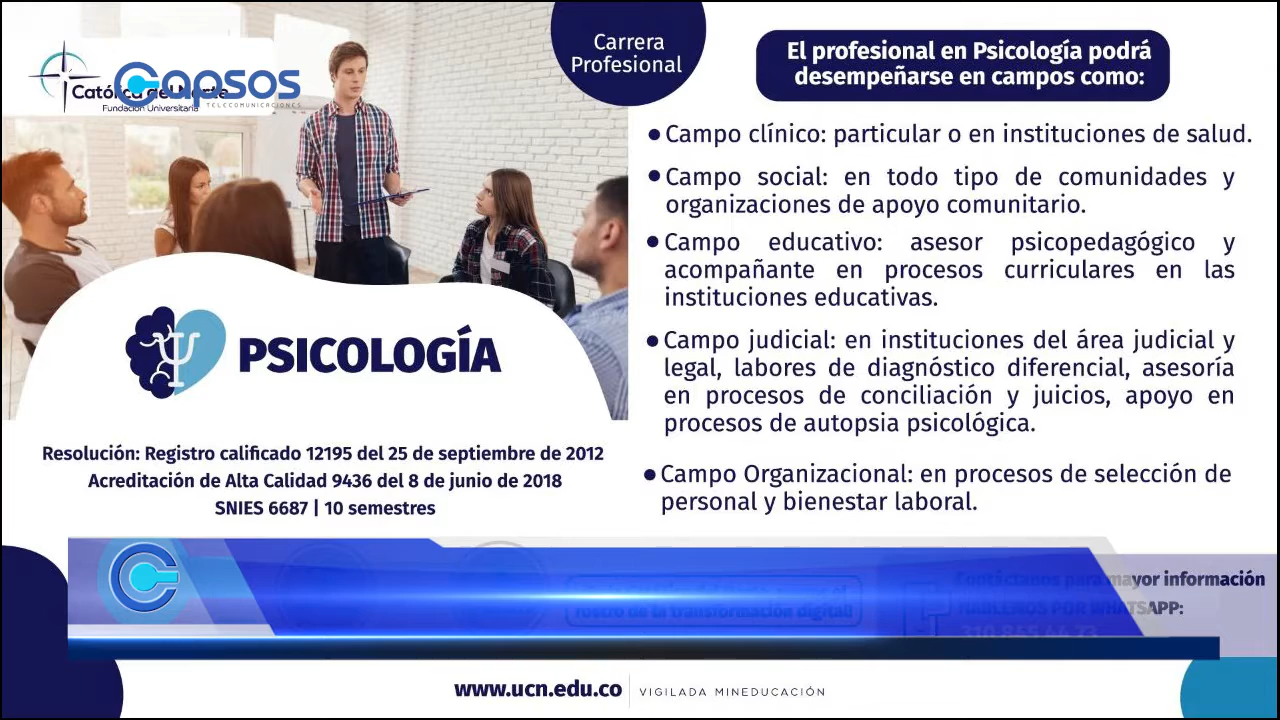 Católica del Norte
Fundación Universitaria
Capsos
TELECOMUNICACIONES
Carrera
Profesional
PSICOLOGÍA
Resolución: Registro calificado 12195 del 25 de septiembre de 2012
Acreditación de Alta Calidad 9436 del 8 de junio de 2018
SNIES 6687 | 10 semestres
El profesional en Psicología podrá
desempeñarse en campos como:
• Campo clínico: particular o en instituciones de salud.
• Campo social: en todo tipo de comunidades y
organizaciones de apoyo comunitario.
• Campo educativo: asesor psicopedagógico y
acompañante en procesos curriculares en las
instituciones educativas.
• Campo judicial: en instituciones del área judicial y
legal, labores de diagnóstico diferencial, asesoría
en procesos de conciliación y juicios, apoyo en
procesos de autopsia psicológica.
• Campo Organizacional: en procesos de selección de
personal y bienestar laboral.
rostro de la transformación digital!
Contáctanos para mayor información
POR WHATSAPP:
www.ucn.edu.co
VIGILADA MINEDUCACIÓN